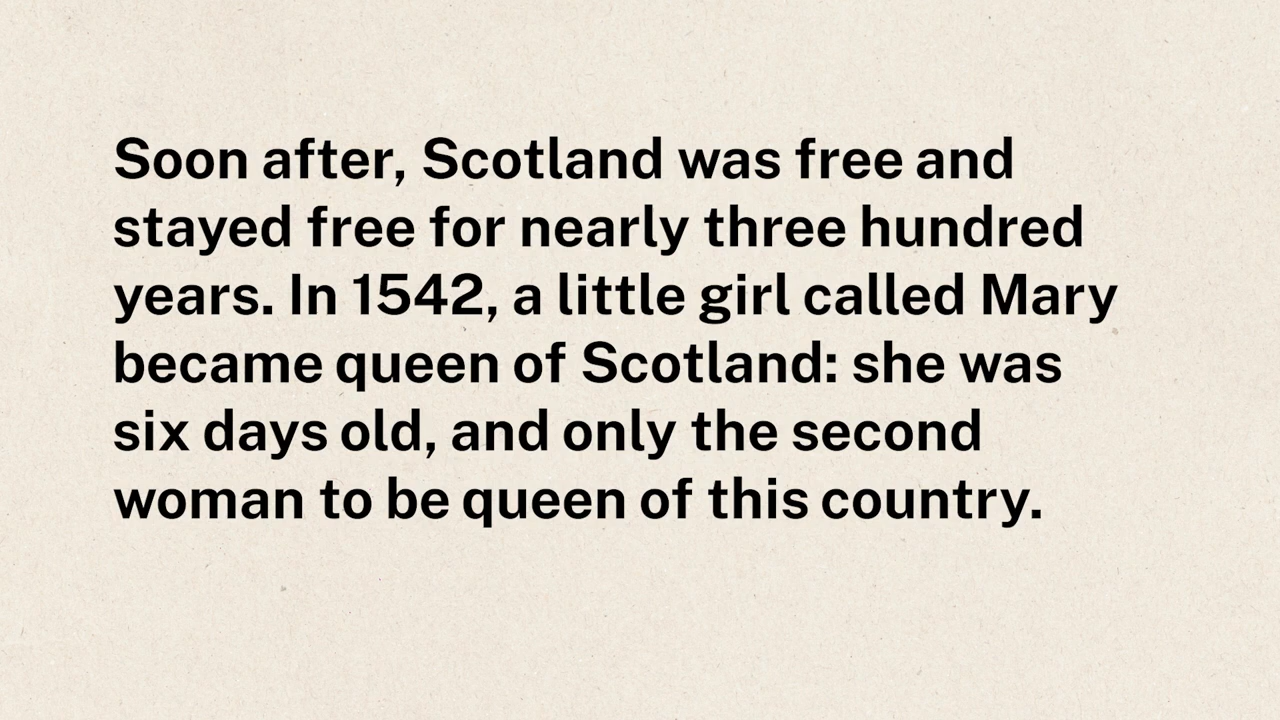 Soon after, Scotland was free and
stayed free for nearly three hundred
years. In 1542, a little girl called Mary
became queen of Scotland: she was
six days old, and only the second
woman to be queen of this country.